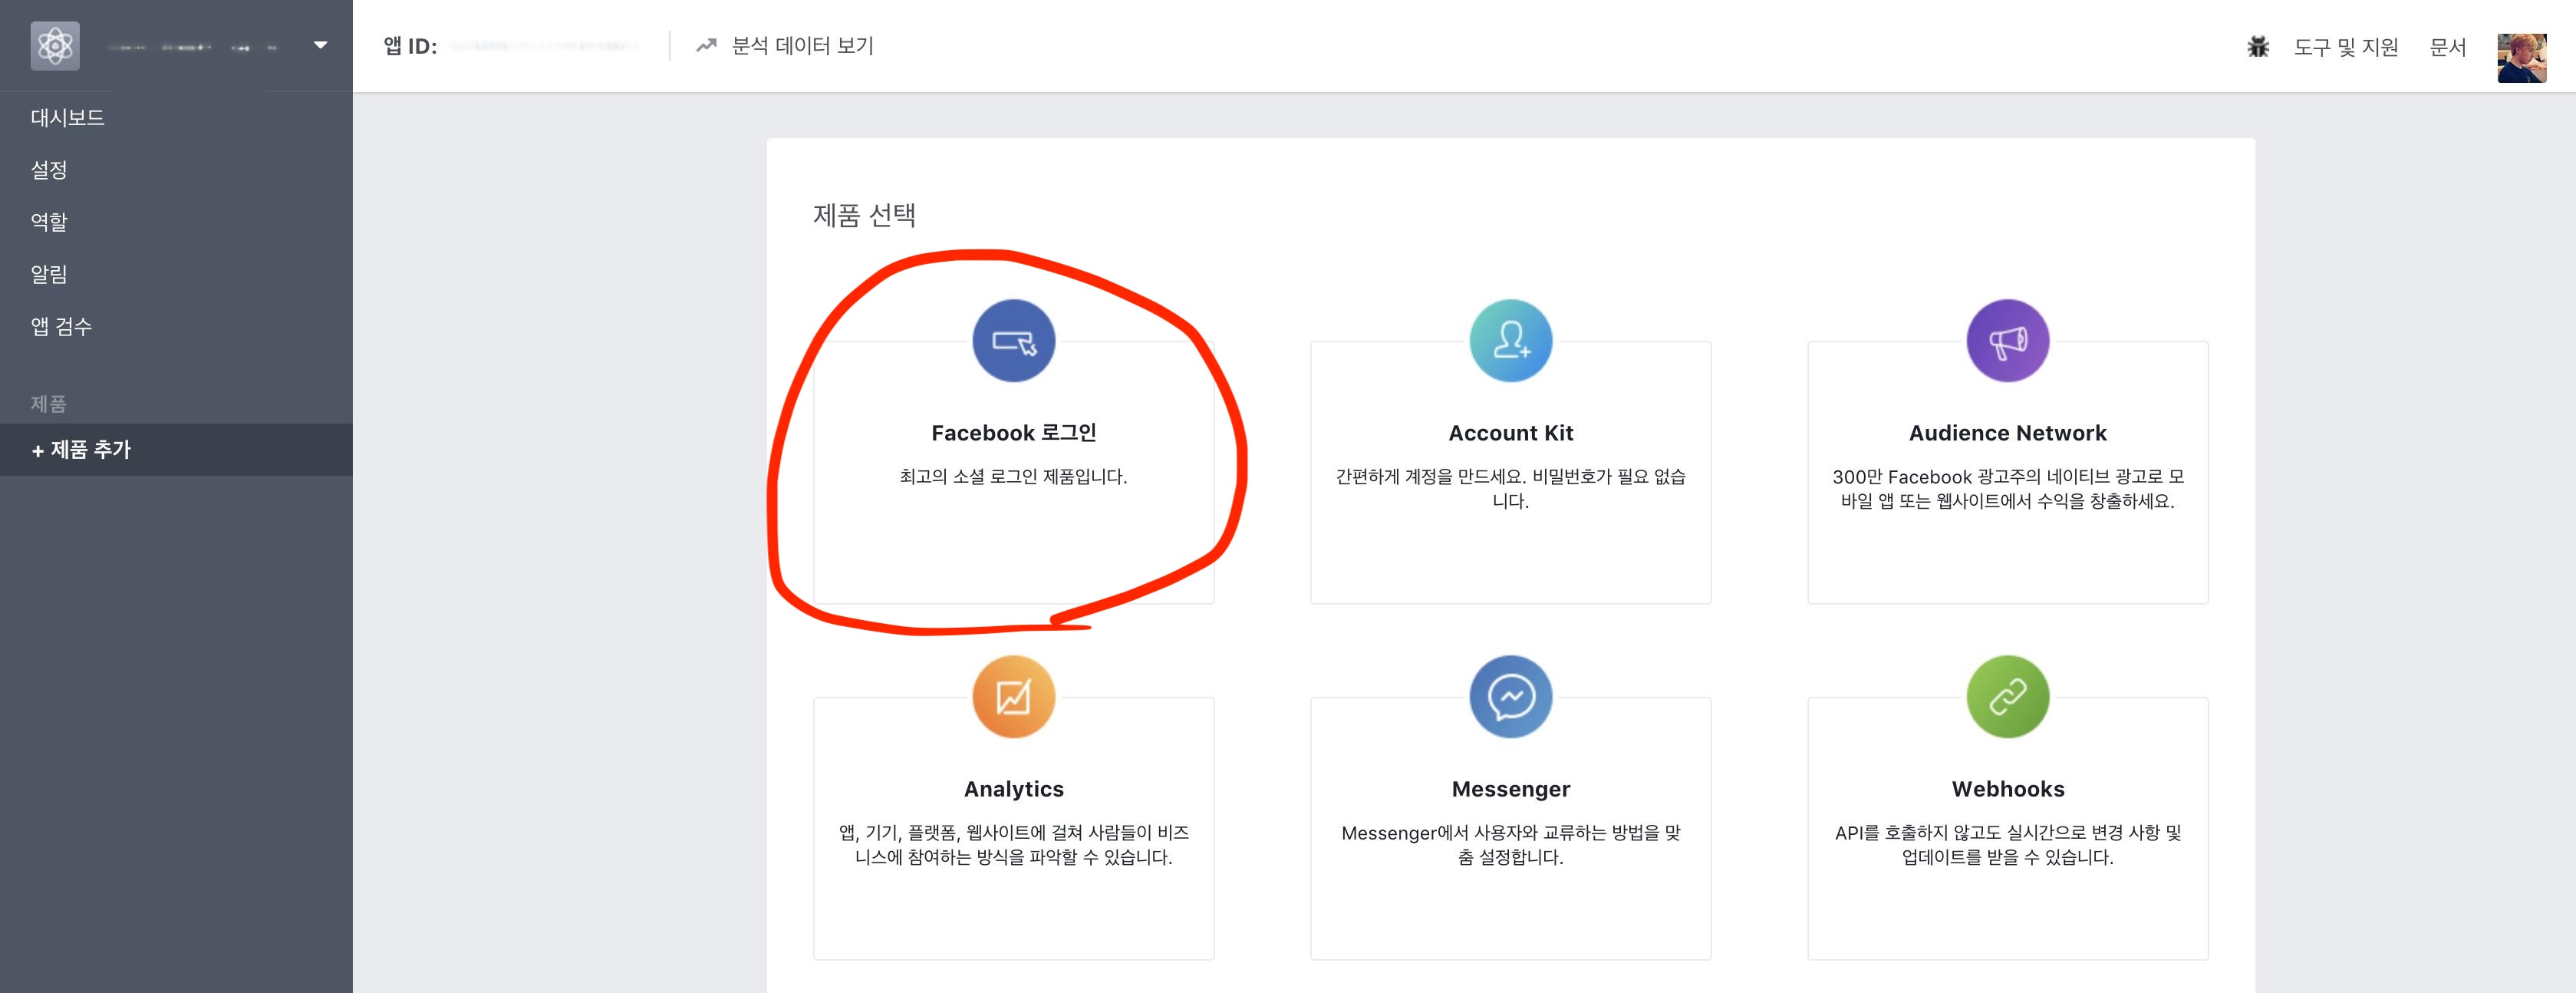 앱 ID:
분석 데이터 보기
도구 및 지원
문서
대시보드
설정
역할
알림
앱 검수
제품
+ 제품 추가
제품 선택
Facebook 로그인
최고의 소셜 로그인 제품입니다.
Account Kit
간편하게 계정을 만드세요. 비밀번호가 필요 없습
니다.
Audience Network
300만 Facebook 광고주의 네이티브 광고로 모
바일 앱 또는 웹사이트에서 수익을 창출하세요.
Analytics
앱, 기기, 플랫폼, 웹사이트에 걸쳐 사람들이 비즈
니스에 참여하는 방식을 파악할 수 있습니다.
Messenger
Messenger에서 사용자와 교류하는 방법을 맞
춤 설정합니다.
Webhooks
API를 호출하지 않고도 실시간으로 변경 사항 및
업데이트를 받을 수 있습니다.